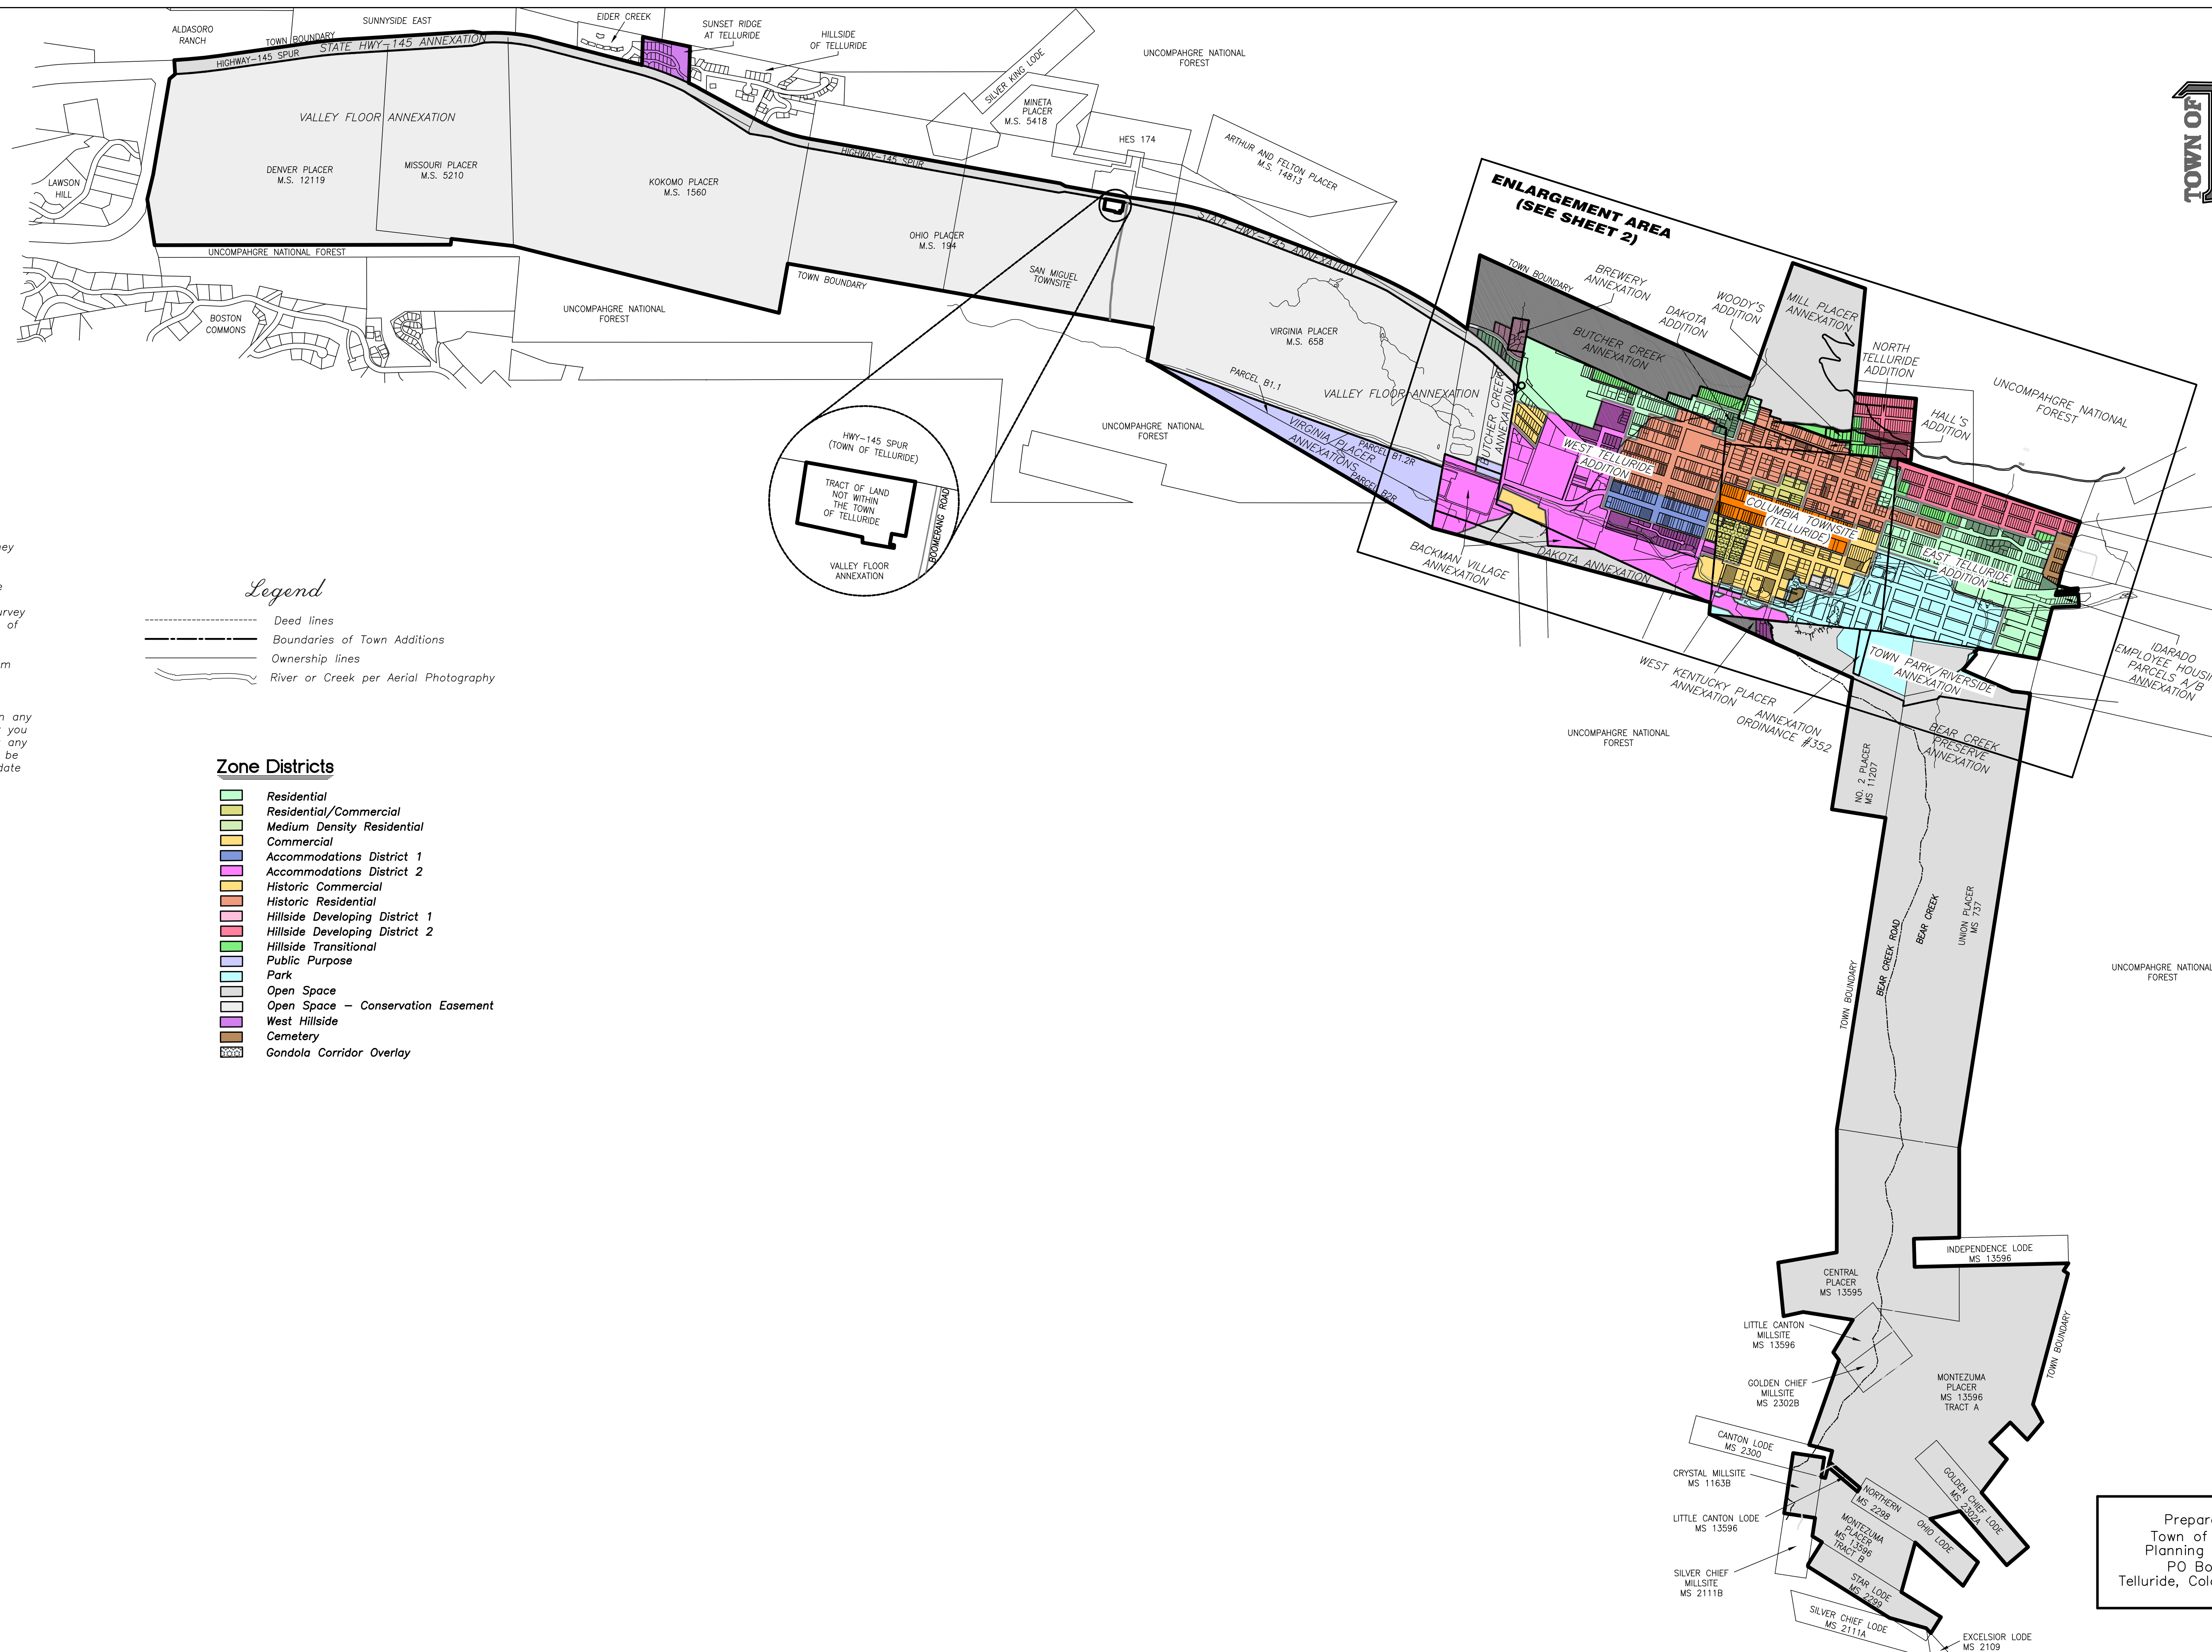 ALDASORO
RANCH
SUNNYSIDE EAST
TOWN BOUNDARY
STATE HWY-145 ANNEXATION
HIGHWAY-145 SPUR
EIDER CREEK
SUNSET RIDGE
AT TELLURIDE
HILLSIDE
OF TELLURIDE
SILVER KING LODE
UNCOMPAHGRE NATIONAL
FOREST
MINETA
PLACER
M.S. 5418
HES 174
ARTHUR AND FELTON PLACER
M.S. 14813
TOWN OF
VALLEY FLOOR ANNEXATION
LAWSON
HILL
DENVER PLACER
M.S. 12119
MISSOURI PLACER
M.S. 5210
KOKOMO PLACER
M.S. 1560
HIGHWAY-145 SPUR
OHIO PLACER
M.S. 194
SAN MIGUEL
TOWNSITE
STATE HWY-145 ANNEXATION
UNCOMPAHGRE NATIONAL FOREST
TOWN BOUNDARY
BOSTON
COMMONS
UNCOMPAHGRE NATIONAL
FOREST
VIRGINIA PLACER
M.S. 658
VALLEY FLOOR ANNEXATION
PARCEL B1.1
VIRGINIA/PLACER
ANNEXATIONS
PARCEL B1.2R
PARCEL B2R
UNCOMPAHGRE NATIONAL
FOREST
ENLARGEMENT AREA
(SEE SHEET 2)
TOWN BOUNDARY
BREWERY
ANNEXATION
BUTCHER CREEK
ANNEXATION
DAKOTA
ADDITION
WOODY'S
ADDITION
MILL PLACER
ANNEXATION
NORTH
TELLURIDE
ADDITION
HALL'S
ADDITION
UNCOMPAHGRE NATIONAL
FOREST
BUTCHER CREEK
ANNEXATION
WEST TELLURIDE
ADDITION
COLUMBIA TOWNSITE
(TELLURIDE)
EAST TELLURIDE
ADDITION
BACKMAN VILLAGE
ANNEXATION
DAKOTA ANNEXATION
WEST KENTUCKY PLACER
ANNEXATION
ANNEXATION
ORDINANCE #352
TOWN PARK/RIVERSIDE
ANNEXATION
IDARADO
EMPLOYEE HOUSI
PARCELS A/B
ANNEXATION
BEAR CREEK
PRESERVE
ANNEXATION
HWY-145 SPUR
(TOWN OF TELLURIDE)
TRACT OF LAND
NOT WITHIN
THE TOWN
OF TELLURIDE
BOOMERANG ROAD
VALLEY FLOOR
ANNEXATION
ey
e
urvey
of
m
n any
you
any
be
date
Legend
Deed lines
Boundaries of Town Additions
Ownership lines
River or Creek per Aerial Photography
Zone Districts
Residential
Residential/Commercial
Medium Density Residential
Commercial
Accommodations District 1
Accommodations District 2
Historic Commercial
Historic Residential
Hillside Developing District 1
Hillside Developing District 2
Hillside Transitional
Public Purpose
Park
Open Space
Open Space – Conservation Easement
West Hillside
Cemetery
Gondola Corridor Overlay
UNCOMPAHGRE NATIONAL
FOREST
NO. 2 PLACER
MS 11207
UNION PLACER
MS 737
BEAR CREEK
BEAR CREEK ROAD
TOWN BOUNDARY
UNCOMPAHGRE NATIONAL
FOREST
INDEPENDENCE LODE
MS 13596
CENTRAL
PLACER
MS 13595
LITTLE CANTON
MILLSITE
MS 13596
TOWN BOUNDARY
GOLDEN CHIEF
MILLSITE
MS 2302B
MONTEZUMA
PLACER
MS 13596
TRACT A
CANTON LODE
MS 2300
CRYSTAL MILLSITE
MS 1163B
GOLDEN CHIEF LODE
MS 2302A
NORTHERN OHIO LODE
MS 2298
LITTLE CANTON LODE
MS 13596
MONTEZUMA
PLACER
MS 13596
TRACT B
SILVER CHIEF
MILLSITE
MS 2111B
STAR LODE
MS 2299
SILVER CHIEF LODE
MS 2111A
EXCELSIOR LODE
MS 2109
Prepar
Town of
Planning
PO Bo
Telluride, Col